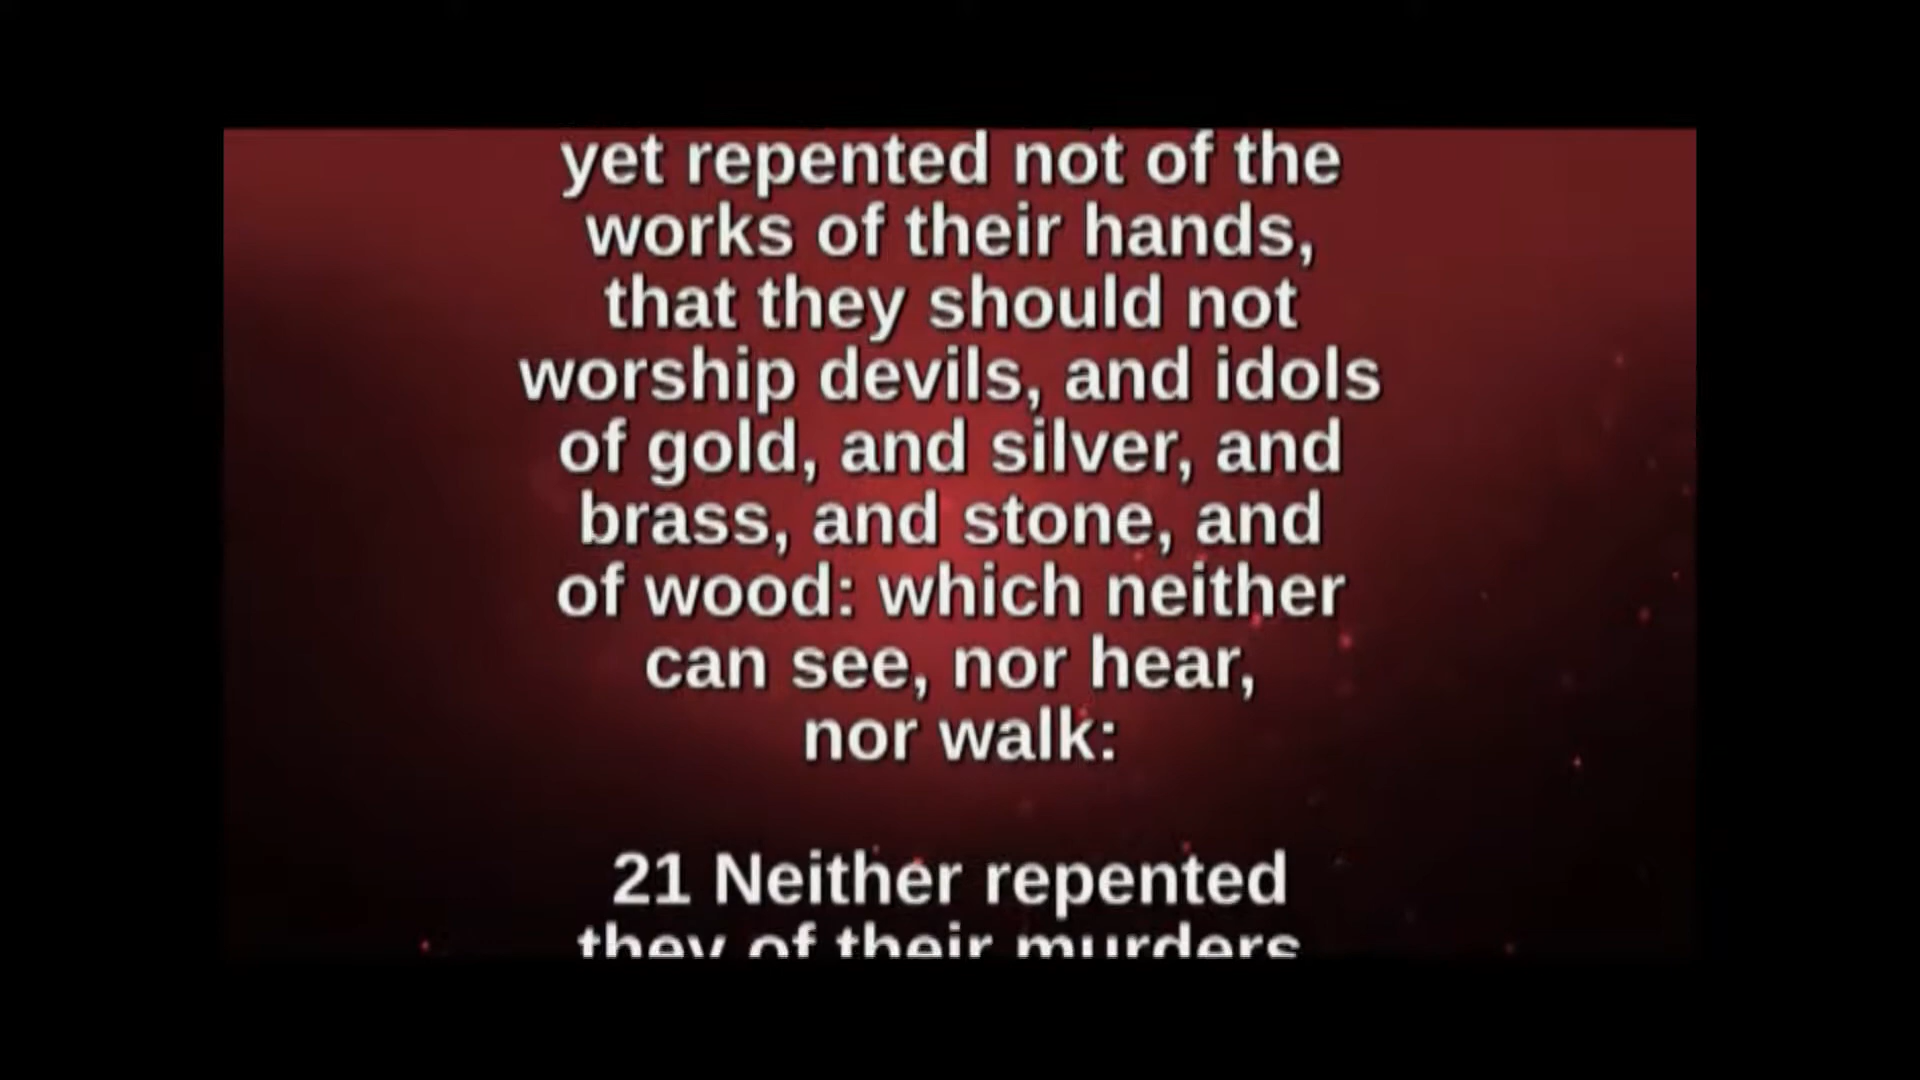 yet repented not of the
works of their hands,
that they should not
worship devils, and idols
of gold, and silver, and
brass, and stone, and
of wood: which neither
can see, nor hear,
nor walk:
21 Neither repented
they of their murders